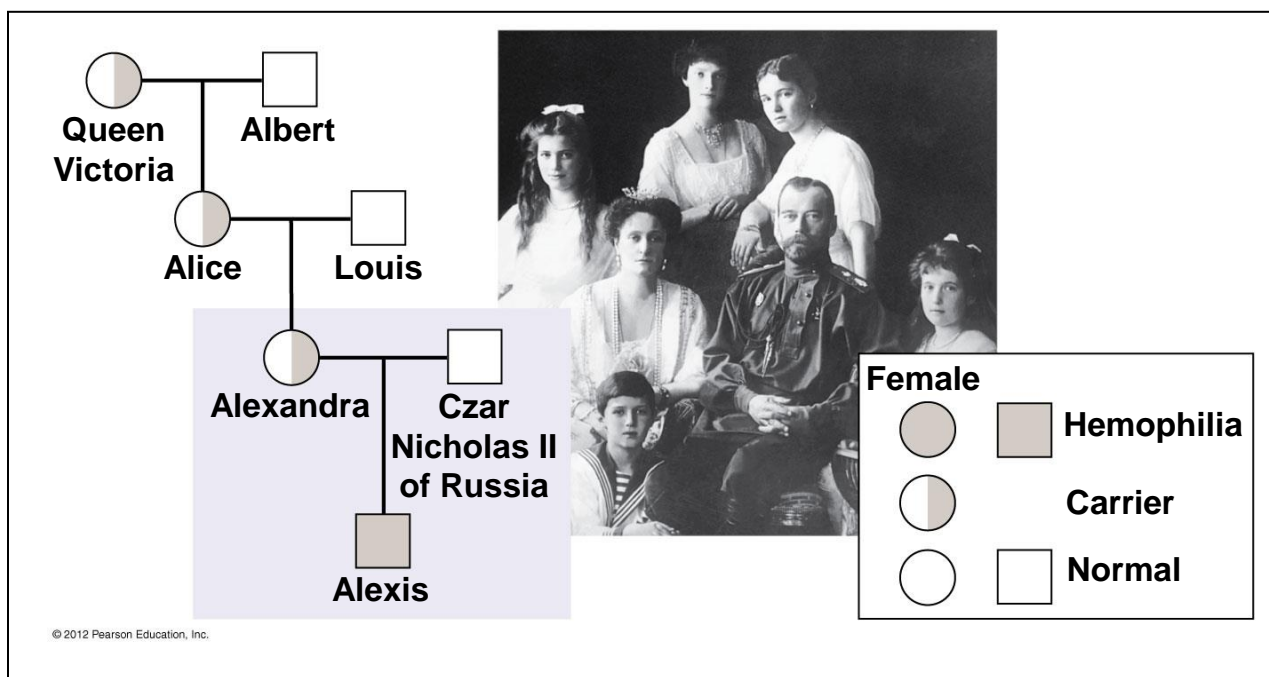 Queen
Victoria
Albert
Alice
Louis
Alexandra
Czar
Nicholas II
of Russia
Alexis
Female
Hemophilia
Carrier
Normal
© 2012 Pearson Education, Inc.